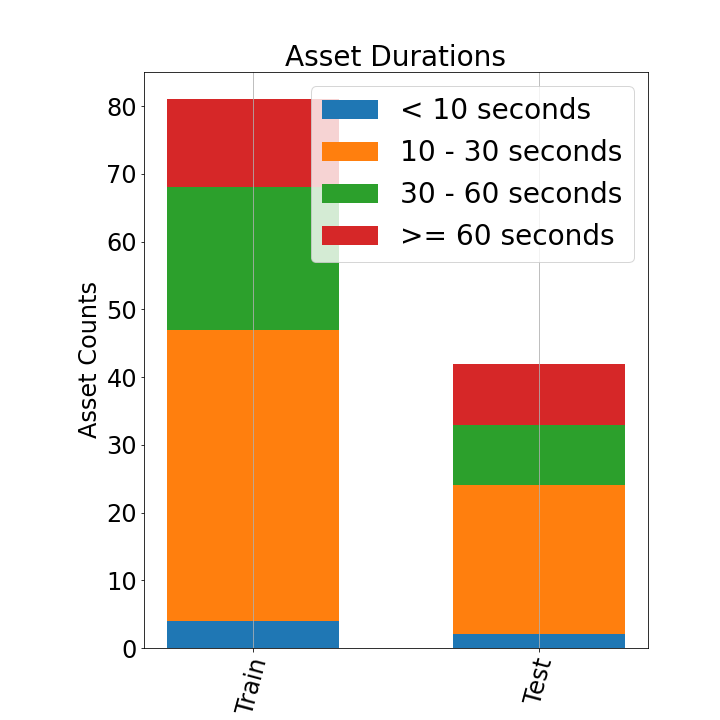 Asset Durations
< 10 seconds
10 - 30 seconds
30 - 60 seconds
>= 60 seconds
Asset Counts
80
70
60
50
40
30
20
10
0
Train
Test